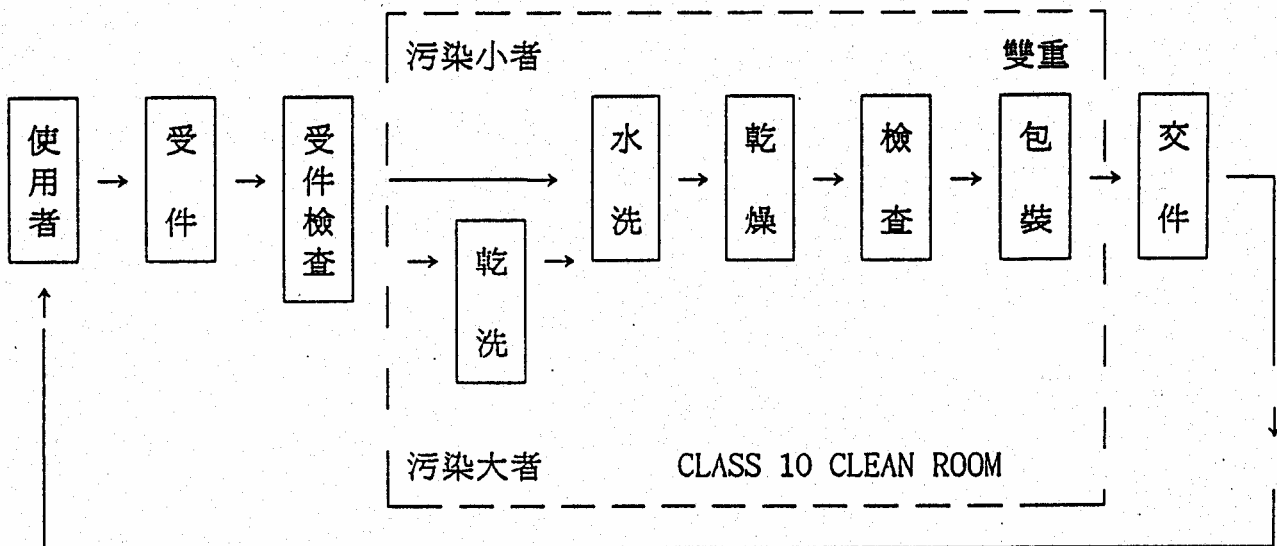 污染小者
雙重
使用者
受件
受件檢查
水洗
乾燥
檢查
包裝
交件
乾洗
污染大者
CLASS 10 CLEAN ROOM